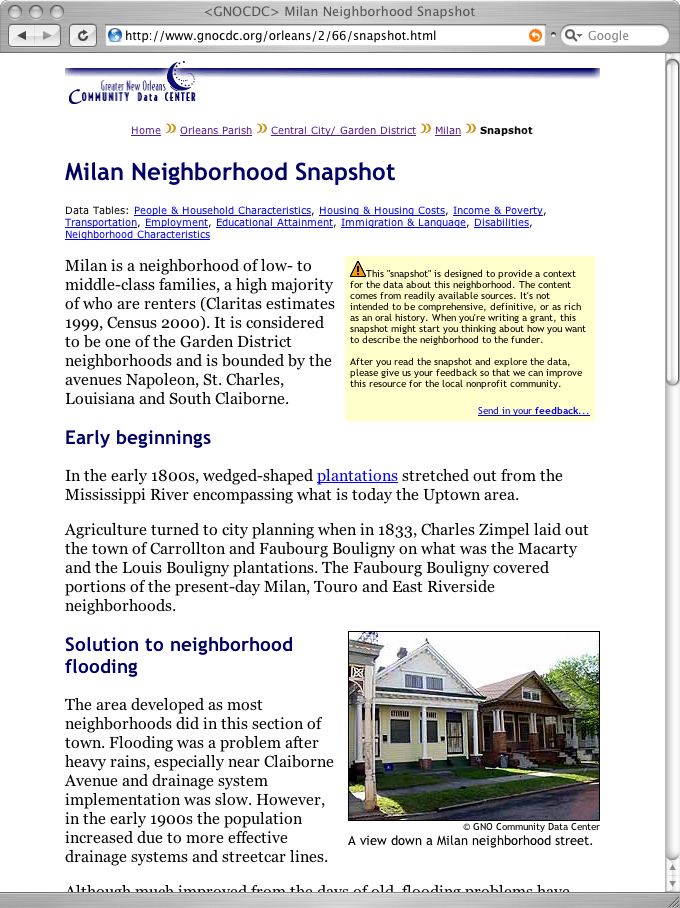 <GNOCDC> Milan Neighborhood Snapshot
http://www.gnocdc.org/orleans/2/66/snapshot.html
Google
Greater New Orleans
COMMUNITY Data CENTER
Home » Orleans Parish » Central City/ Garden District » Milan » Snapshot
Milan Neighborhood Snapshot
Data Tables: People & Household Characteristics, Housing & Housing Costs, Income & Poverty,
Transportation, Employment, Educational Attainment, Immigration & Language, Disabilities,
Neighborhood Characteristics
Milan is a neighborhood of low- to
middle-class families, a high majority
of who are renters (Claritas estimates
1999, Census 2000). It is considered
to be one of the Garden District
neighborhoods and is bounded by the
avenues Napoleon, St. Charles,
Louisiana and South Claiborne.
This "snapshot" is designed to provide a context
for the data about this neighborhood. The content
comes from readily available sources. It's not
intended to be comprehensive, definitive, or as rich
as an oral history. When you're writing a grant, this
snapshot might start you thinking about how you want
to describe the neighborhood to the funder.
After you read the snapshot and explore the data,
please give us your feedback so that we can improve
this resource for the local nonprofit community.
Send in your feedback...
Early beginnings
In the early 1800s, wedged-shaped plantations stretched out from the
Mississippi River encompassing what is today the Uptown area.
Agriculture turned to city planning when in 1833, Charles Zimpel laid out
the town of Carrollton and Faubourg Bouligny on what was the Macarty
and the Louis Bouligny plantations. The Faubourg Bouligny covered
portions of the present-day Milan, Touro and East Riverside
neighborhoods.
Solution to neighborhood
flooding
The area developed as most
neighborhoods did in this section of
town. Flooding was a problem after
heavy rains, especially near Claiborne
Avenue and drainage system
implementation was slow. However,
in the early 1900s the population
increased due to more effective
drainage systems and streetcar lines.
© GNO Community Data Center
A view down a Milan neighborhood street.
Although much improved from the days of old, flooding problems have